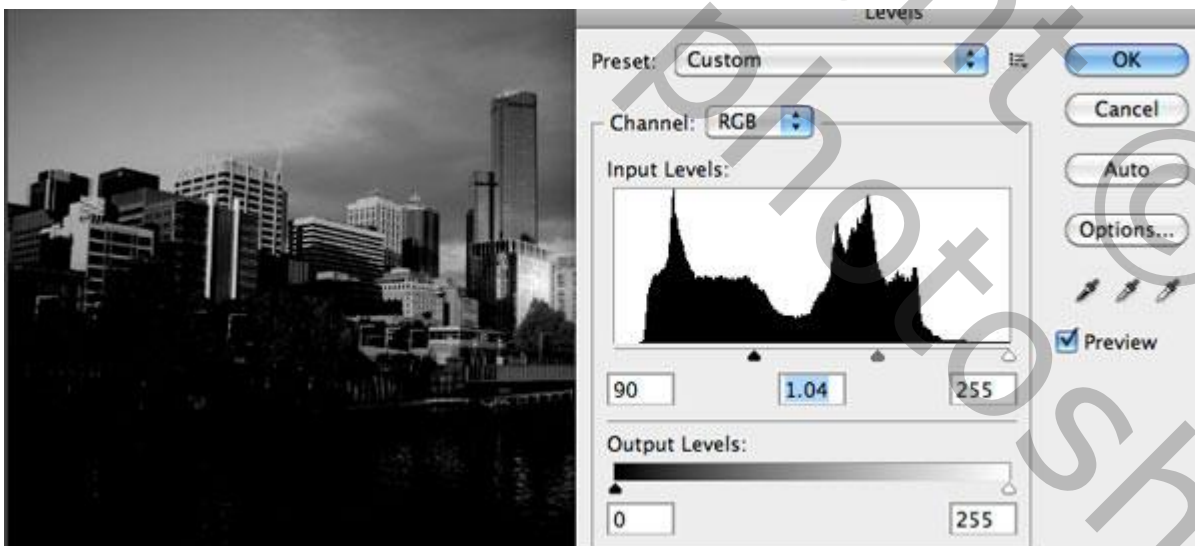 Levels
Preset: Custom
OK
Channel: RGB
Cancel
Input Levels:
Auto
Options...
Preview
90 1.04 255
Output Levels:
0 255
©